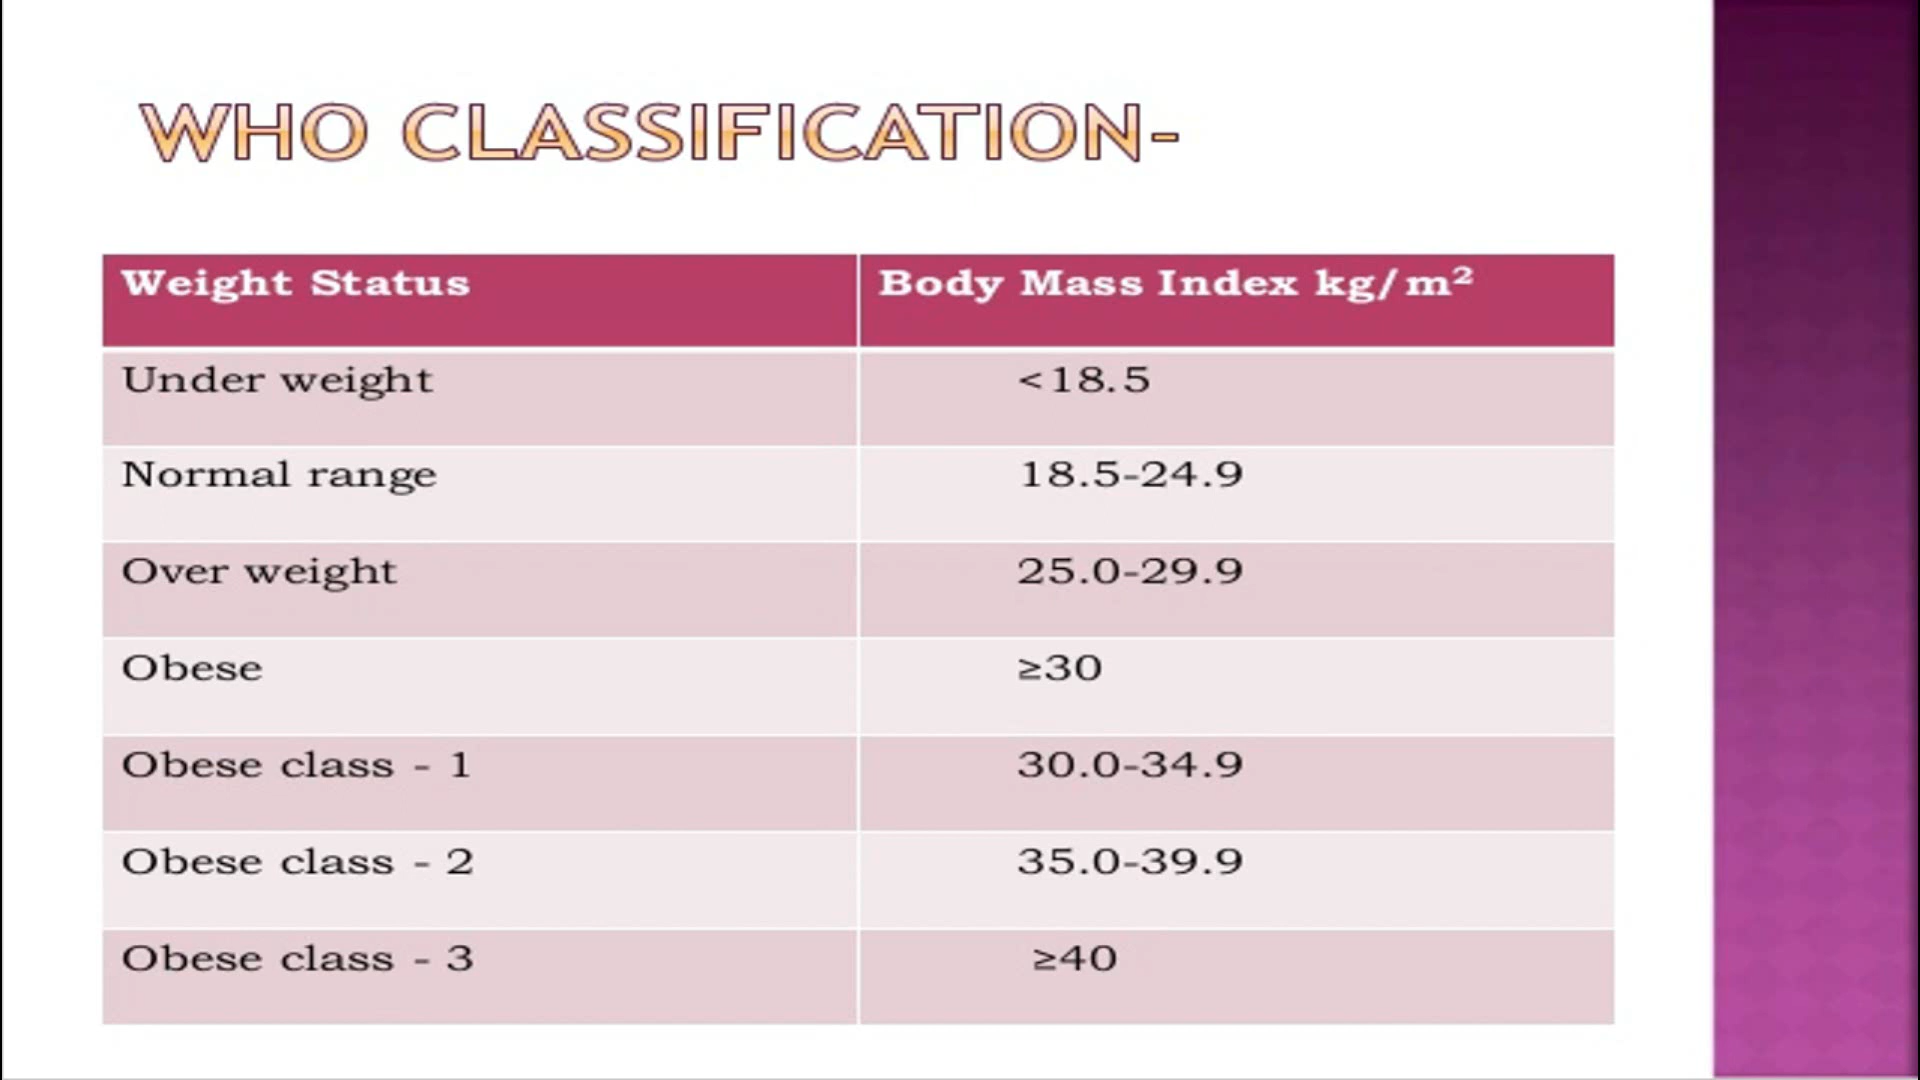 WHO CLASSIFICATION-
Weight Status Body Mass Index kg/m²
Under weight <18.5
Normal range 18.5-24.9
Over weight 25.0-29.9
Obese ≥30
Obese class - 1 30.0-34.9
Obese class - 2 35.0-39.9
Obese class - 3 ≥40